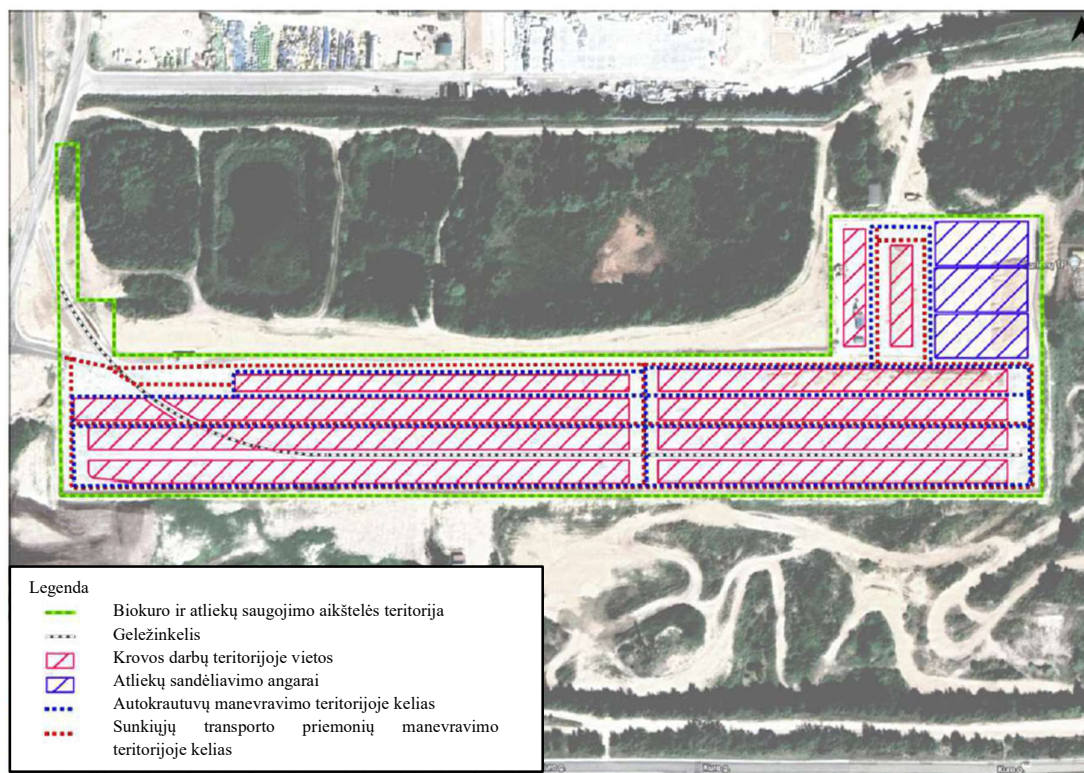 Legenda
Biokuro ir atliekų saugojimo aikštelės teritorija
Geležinkelis
Krovos darbų teritorijoje vietos
Atliekų sandėliavimo angarai
Autokrautuvų manevravimo teritorijoje kelias
Sunkiųjų transporto priemonių manevravimo
teritorijoje kelias